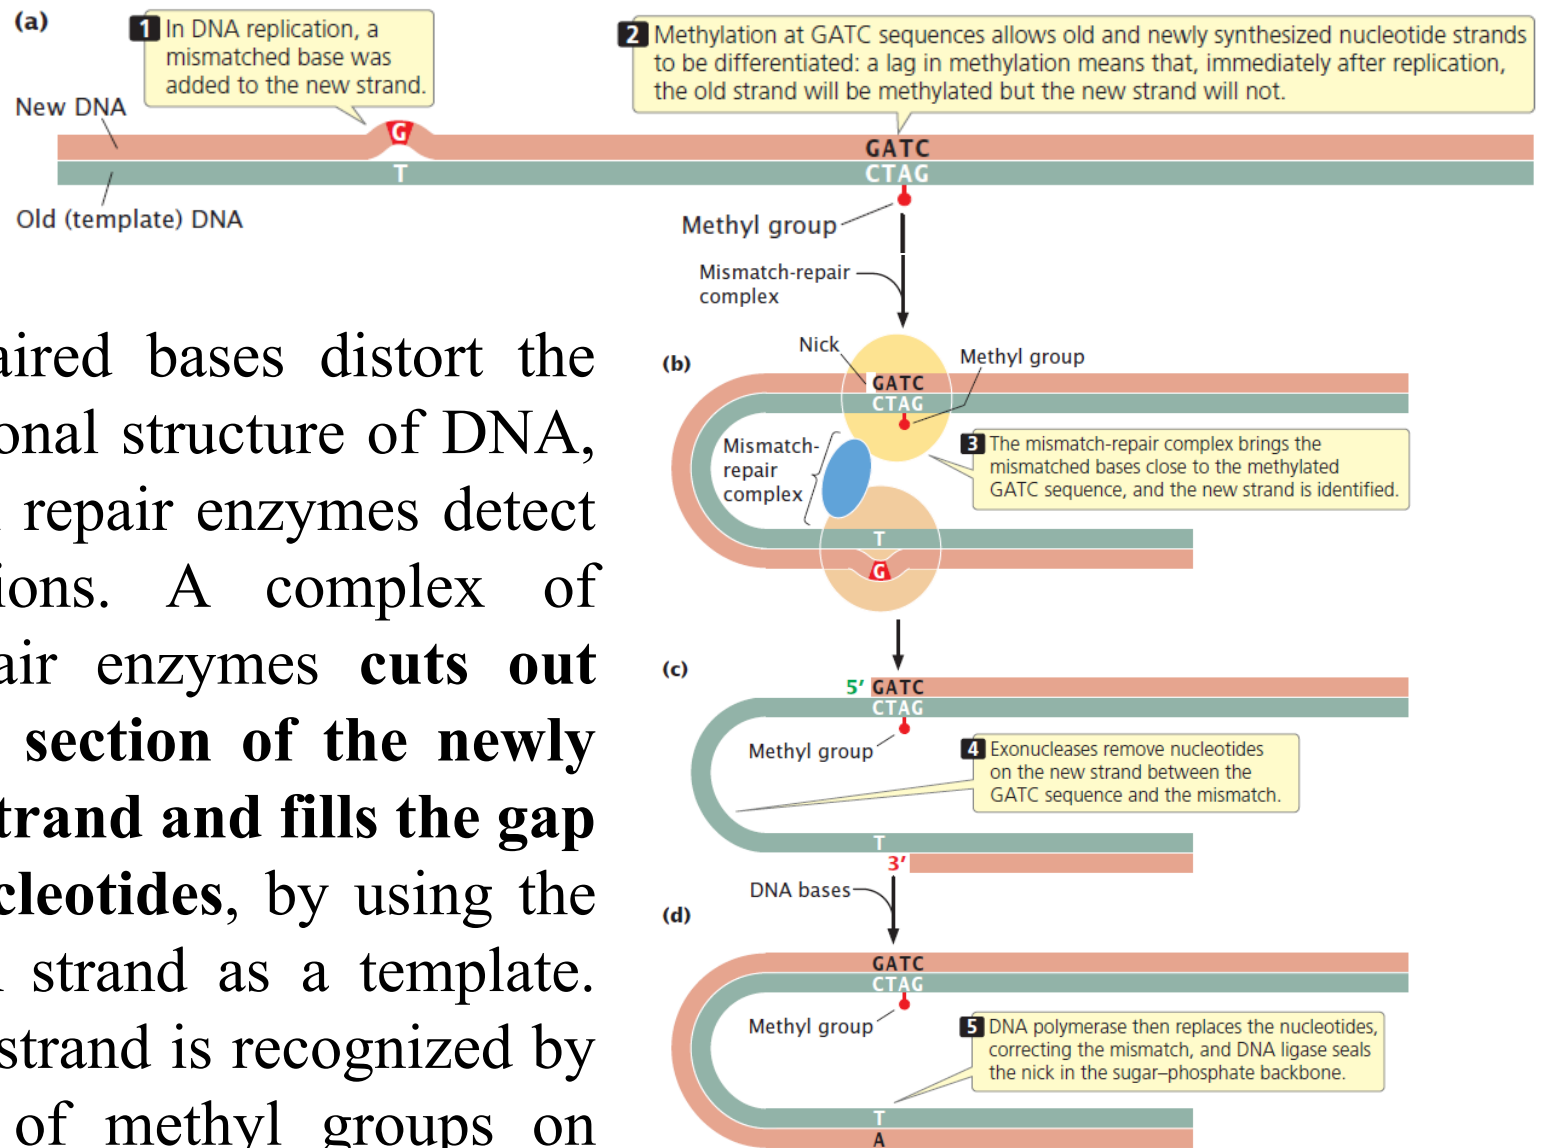 (a)
1 In DNA replication, a
mismatched base was
added to the new strand.
2 Methylation at GATC sequences allows old and newly synthesized nucleotide strands
to be differentiated: a lag in methylation means that, immediately after replication,
the old strand will be methylated but the new strand will not.
New DNA
G
GATC
T
CTAG
Old (template) DNA
Methyl group
Mismatch-repair
complex
aired bases distort the
onal structure of DNA,
repair enzymes detect
ions. A complex of
air enzymes cuts out
section of the newly
trand and fills the gap
cleotides, by using the
strand as a template.
strand is recognized by
of methyl groups on
(b)
Nick
Methyl group
GATC
CTAG
Mismatch-
repair
complex
3 The mismatch-repair complex brings the
mismatched bases close to the methylated
GATC sequence, and the new strand is identified.
T
G
(c)
5′ GATC
CTAG
Methyl group
4 Exonucleases remove nucleotides
on the new strand between the
GATC sequence and the mismatch.
T
3′
DNA bases
(d)
GATC
CTAG
Methyl group
5 DNA polymerase then replaces the nucleotides,
correcting the mismatch, and DNA ligase seals
the nick in the sugar–phosphate backbone.
T
A